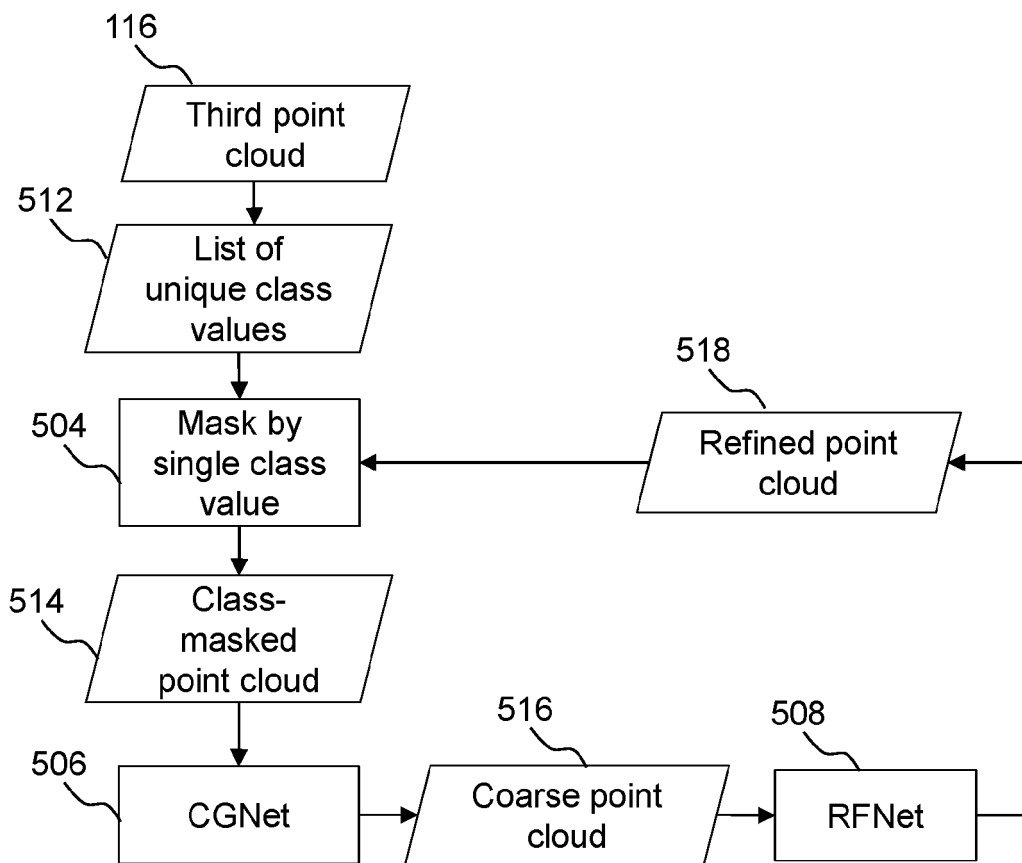 116
Third point
cloud
512
List of
unique class
values
518
504
Mask by
single class
value
Refined point
cloud
514
Class-
masked
point cloud
516
508
506
CGNet
Coarse point
cloud
RFNet